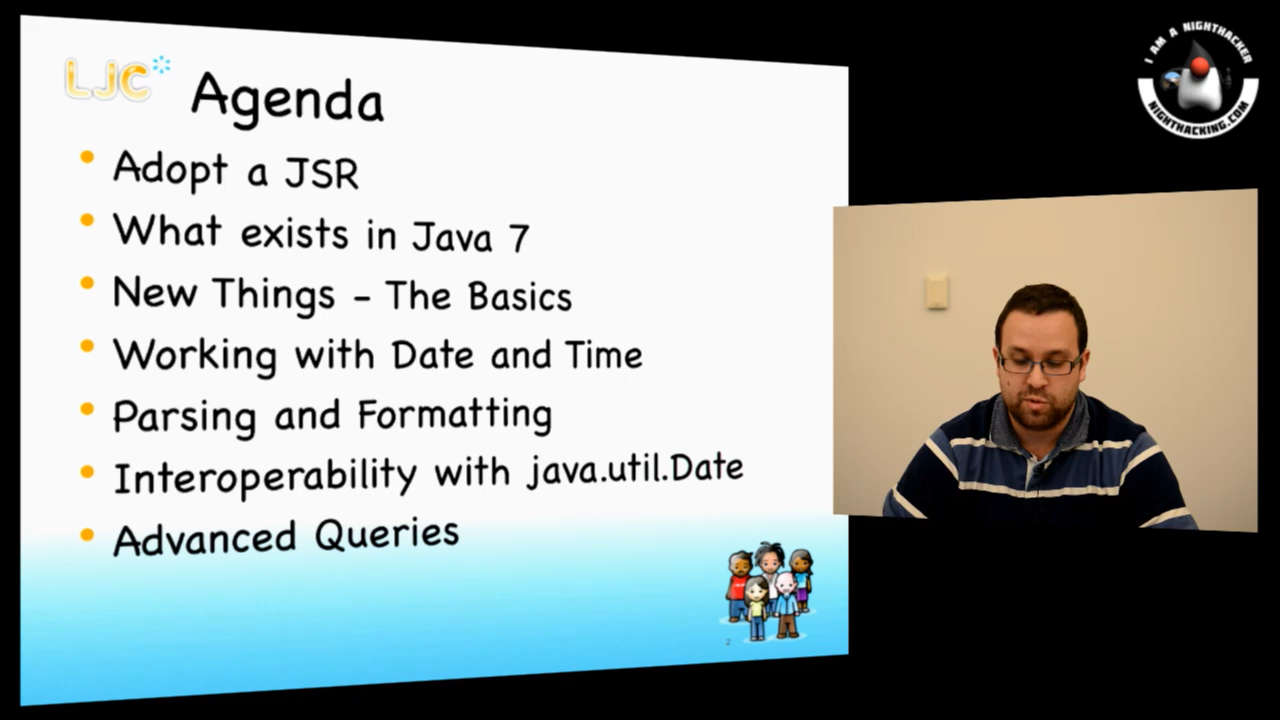 LJC*
Agenda
Adopt a JSR
What exists in Java 7
New Things - The Basics
Working with Date and Time
Parsing and Formatting
Interoperability with java.util.Date
Advanced Queries
2
I AM A NIGHTHACKER
NIGHTHACKING.COM